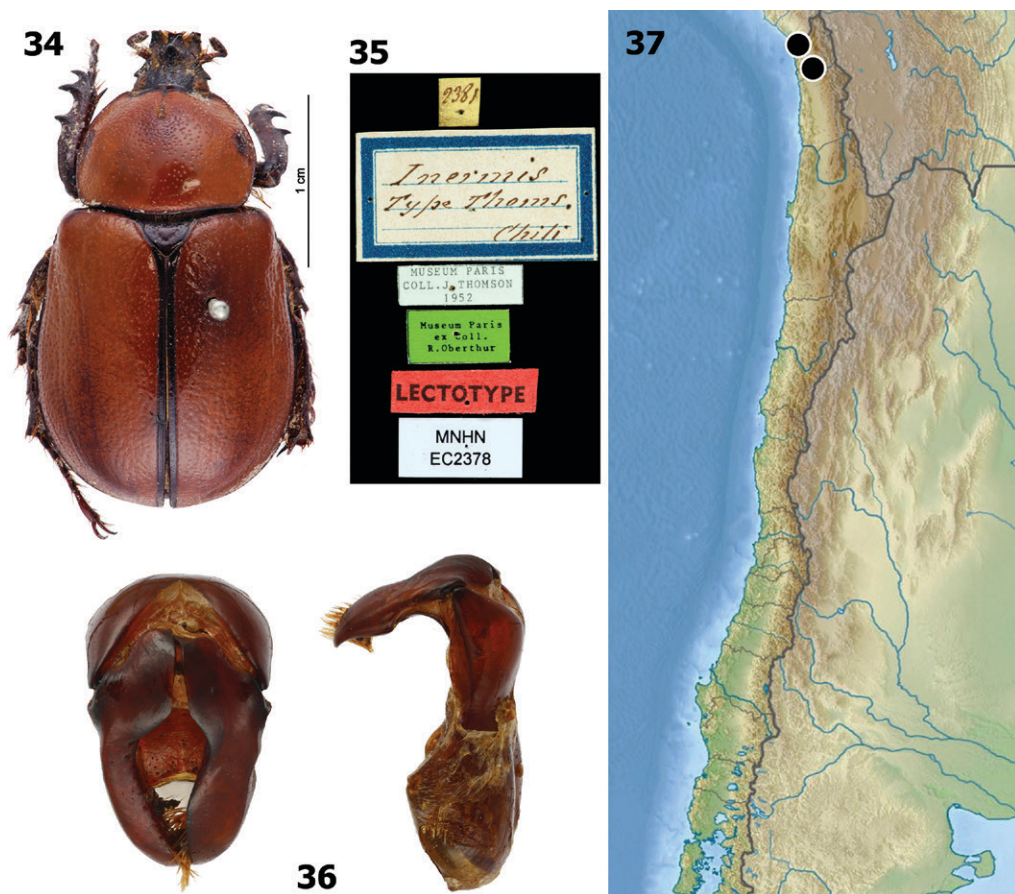 34
35
37
1 cm
Inermis
Type Thoms.
Chili
MUSEUM PARIS
COLL. J. THOMSON
1952
Museum Paris
ex Coll.
R. Oberthur
LECTOTYPE
MNHN
EC2378
36